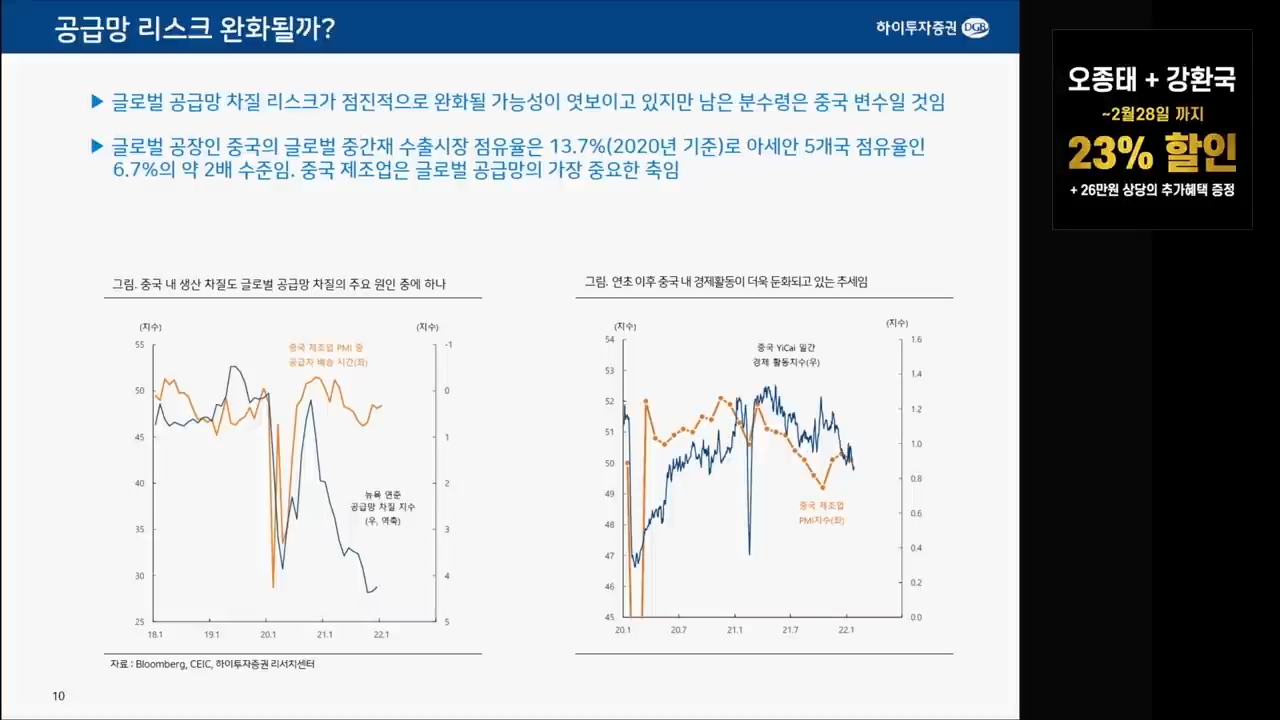 공급망 리스크 완화될까?
하이투자증권 DGB
▶ 글로벌 공급망 차질 리스크가 점진적으로 완화될 가능성이 엿보이고 있지만 남은 분수령은 중국 변수일 것임
▶ 글로벌 공장인 중국의 글로벌 중간재 수출시장 점유율은 13.7%(2020년 기준)로 아세안 5개국 점유율인
6.7%의 약 2배 수준임. 중국 제조업은 글로벌 공급망의 가장 중요한 축임
그림. 중국 내 생산 차질도 글로벌 공급망 차질의 주요 원인 중에 하나
(지수)
(지수)
중국 제조업 PMI 중
공급자 배송 시간(좌)
뉴욕 연준
공급망 차질 지수
(우, 역축)
55
50
45
40
35
30
25
-1
0
1
2
3
4
5
18.1
19.1
20.1
21.1
22.1
자료 : Bloomberg, CEIC, 하이투자증권 리서치센터
그림. 연초 이후 중국 내 경제활동이 더욱 둔화되고 있는 추세임
(지수)
(지수)
중국 YiCai 일간
경제 활동지수(우)
중국 제조업
PMI지수(좌)
54
53
52
51
50
49
48
47
46
45
1.6
1.4
1.2
1.0
0.8
0.6
0.4
0.2
0.0
20.1
20.7
21.1
21.7
22.1
10
오종태 + 강환국
~2월28일 까지
23% 할인
+ 26만원 상당의 추가혜택 증정